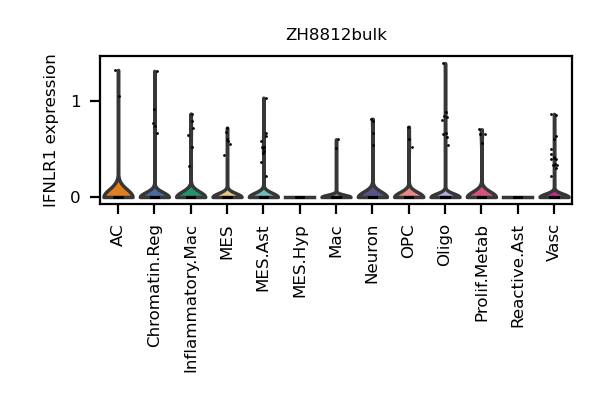 ZH8812bulk
IFNLR1 expression
1
0
AC
Chromatin.Reg
Inflammatory.Mac
MES
MES.Ast
MES.Hyp
Mac
Neuron
OPC
Oligo
Prolif.Metab
Reactive.Ast
Vasc